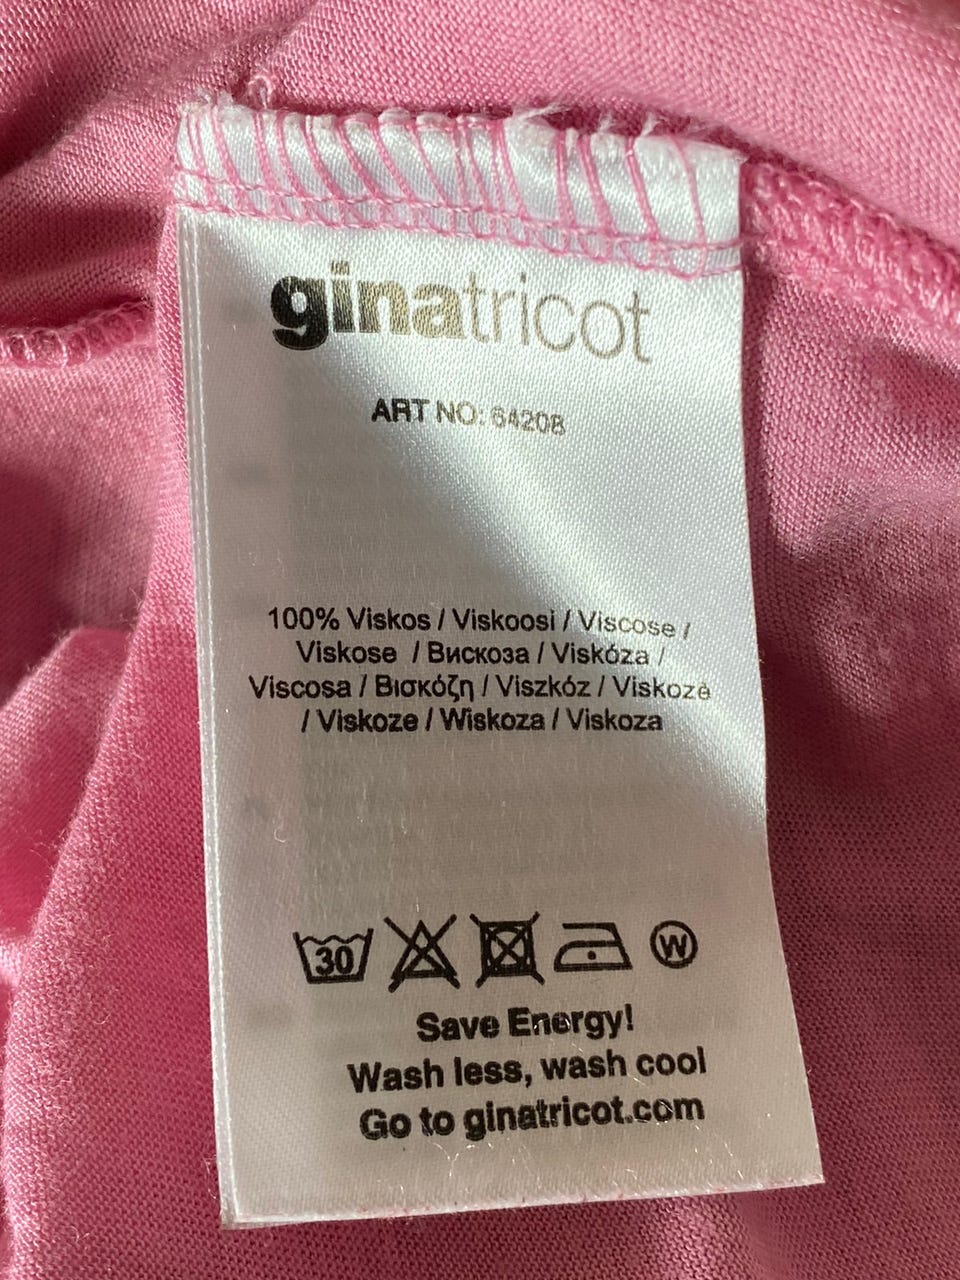 ginatricot
ART NO: 64208
100% Viskos / Viskoosi / Viscose /
Viskose / Вискоза / Viskóza /
Viscosa / Βισκόζη / Viszkóz / Viskozė
/ Viskoze / Wiskoza / Viskoza
30 W
Save Energy!
Wash less, wash cool
Go to ginatricot.com